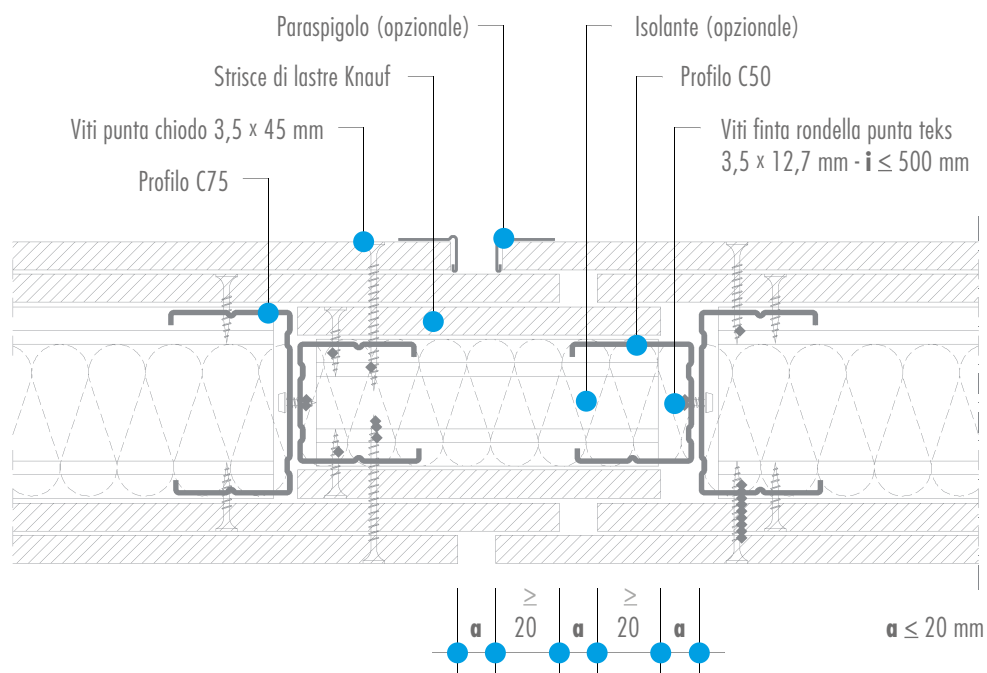 Paraspigolo (opzionale)
Isolante (opzionale)
Strisce di lastre Knauf
Profilo C50
Viti punta chiodo 3,5 x 45 mm
Viti finta rondella punta teks
3,5 x 12,7 mm - i ≤ 500 mm
Profilo C75
a ≥ 20 a ≥ 20 a
a ≤ 20 mm